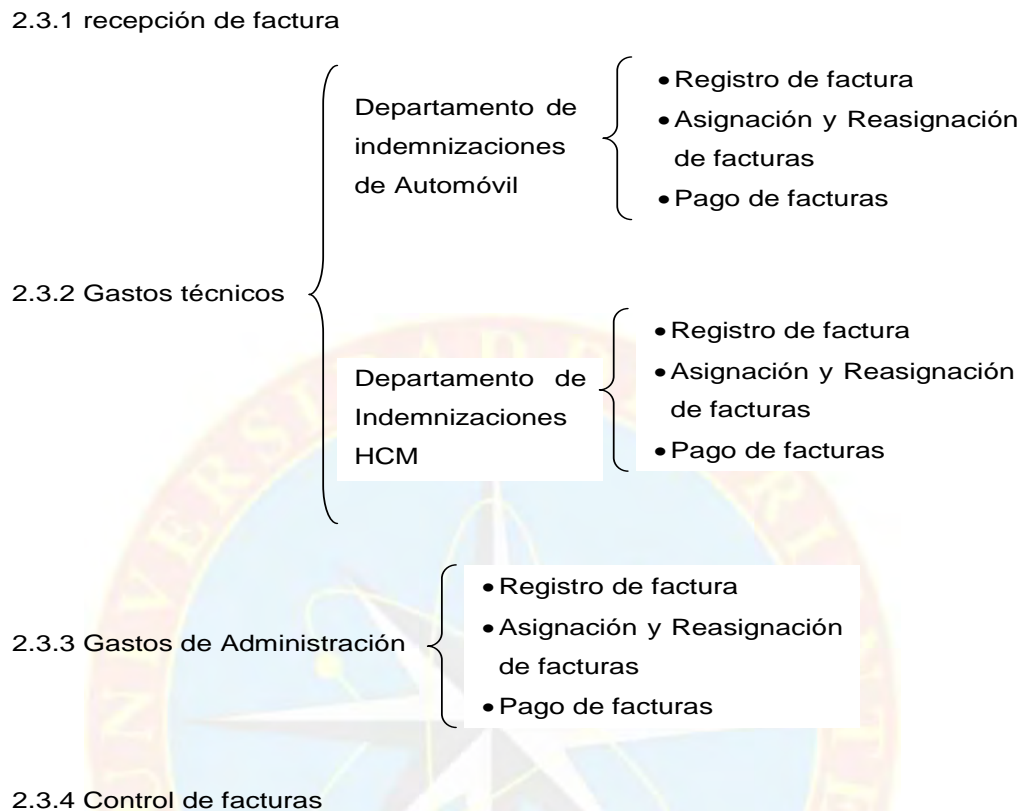 2.3.1 recepción de factura
Departamento de
indemnizaciones
de Automóvil
• Registro de factura
• Asignación y Reasignación
de facturas
• Pago de facturas
2.3.2 Gastos técnicos
Departamento de
Indemnizaciones
HCM
• Registro de factura
• Asignación y Reasignación
de facturas
• Pago de facturas
2.3.3 Gastos de Administración
• Registro de factura
• Asignación y Reasignación
de facturas
• Pago de facturas
2.3.4 Control de facturas